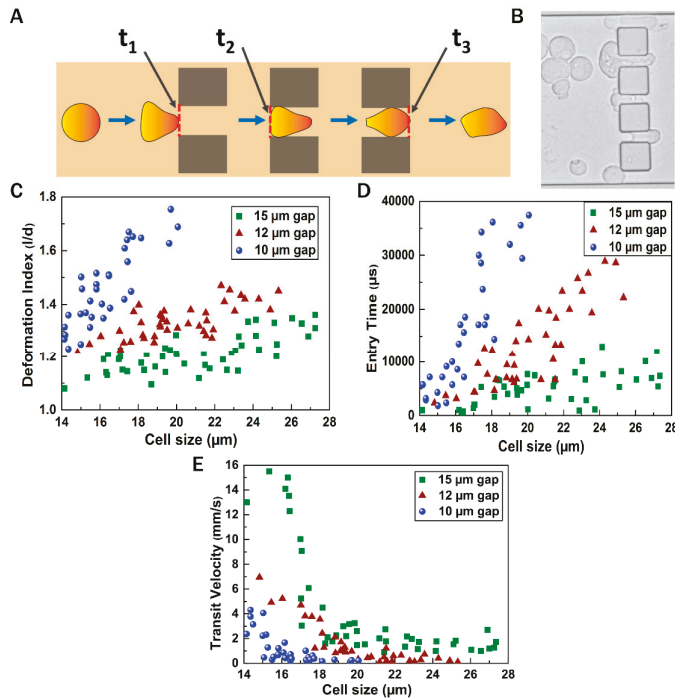 A
B
t1
t2
t3
C
Deformation Index (l/d)
1.8
1.6
1.4
1.2
1.0
14 16 18 20 22 24 26 28
Cell size (µm)
15 µm gap
12 µm gap
10 µm gap
D
Entry Time (µs)
40000
30000
20000
10000
0
14 16 18 20 22 24 26 28
Cell size (µm)
15 µm gap
12 µm gap
10 µm gap
E
Transit Velocity (mm/s)
16
14
12
10
8
6
4
2
0
14 16 18 20 22 24 26 28
Cell size (µm)
15 µm gap
12 µm gap
10 µm gap